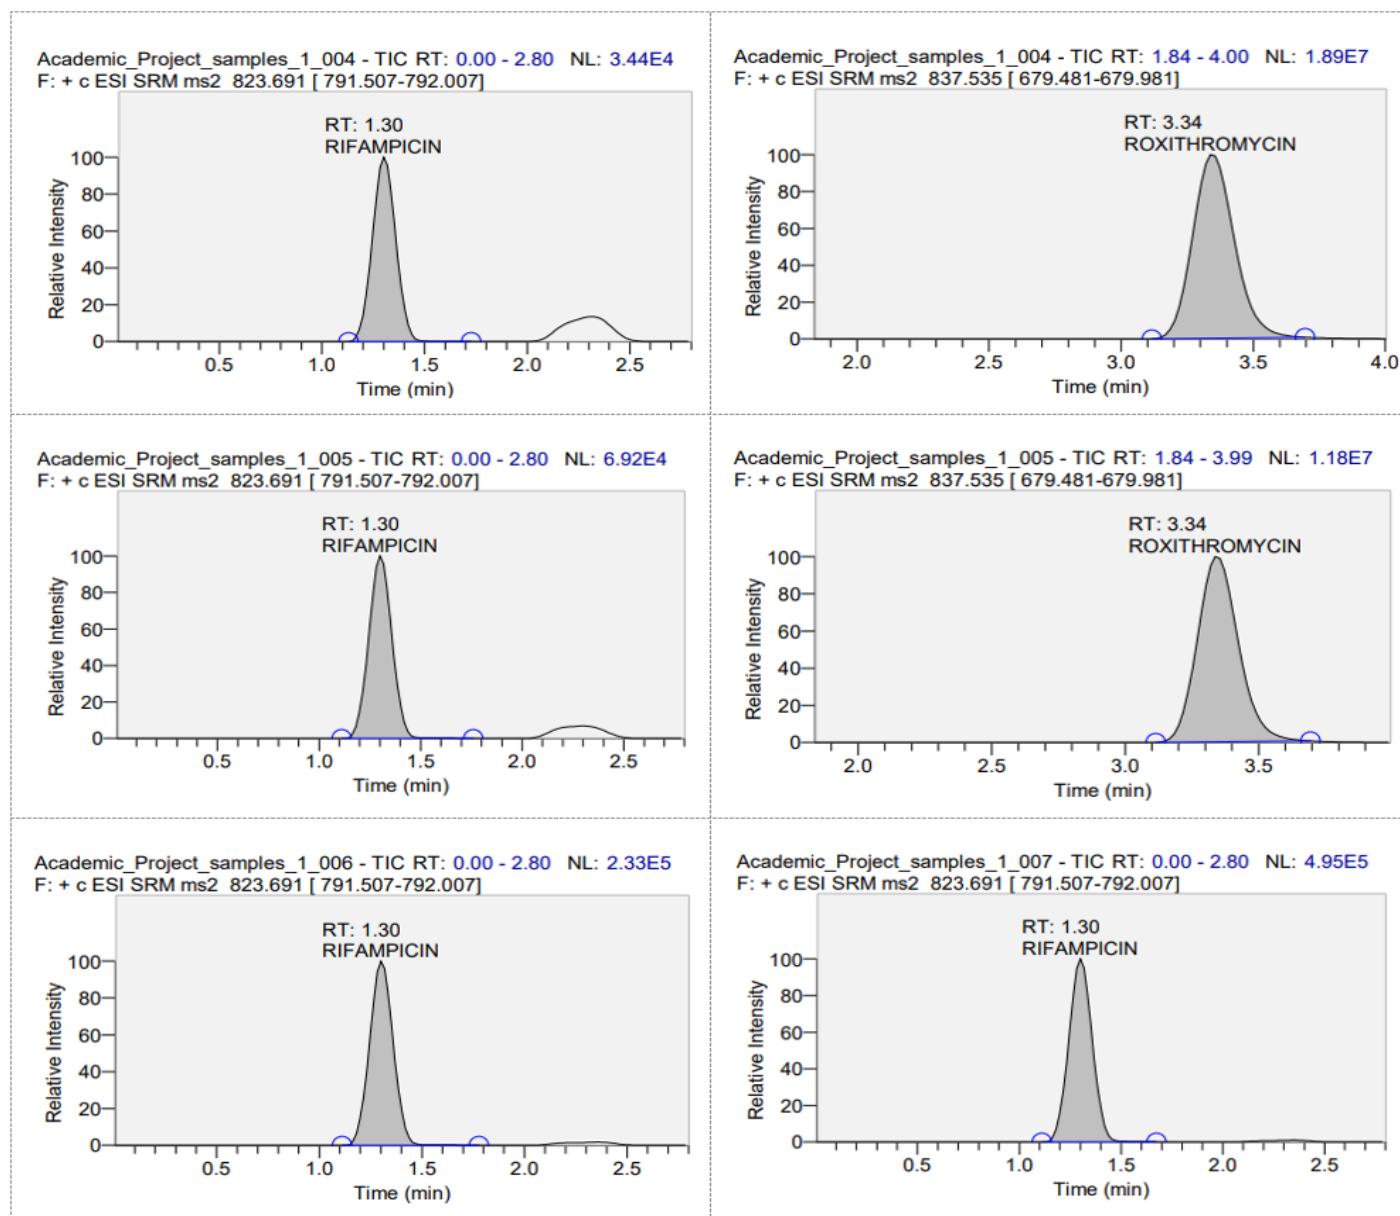 Academic_Project_samples_1_004 - TIC RT: 0.00 - 2.80 NL: 3.44E4
F: + c ESI SRM ms2 823.691 [ 791.507-792.007]
RT: 1.30
RIFAMPICIN
100
80
60
40
20
0
Relative Intensity
0.5 1.0 1.5 2.0 2.5
Time (min)
Academic_Project_samples_1_004 - TIC RT: 1.84 - 4.00 NL: 1.89E7
F: + c ESI SRM ms2 837.535 [ 679.481-679.981]
RT: 3.34
ROXITHROMYCIN
100
80
60
40
20
0
Relative Intensity
2.0 2.5 3.0 3.5 4.0
Time (min)
Academic_Project_samples_1_005 - TIC RT: 0.00 - 2.80 NL: 6.92E4
F: + c ESI SRM ms2 823.691 [ 791.507-792.007]
RT: 1.30
RIFAMPICIN
100
80
60
40
20
0
Relative Intensity
0.5 1.0 1.5 2.0 2.5
Time (min)
Academic_Project_samples_1_005 - TIC RT: 1.84 - 3.99 NL: 1.18E7
F: + c ESI SRM ms2 837.535 [ 679.481-679.981]
RT: 3.34
ROXITHROMYCIN
100
80
60
40
20
0
Relative Intensity
2.0 2.5 3.0 3.5
Time (min)
Academic_Project_samples_1_006 - TIC RT: 0.00 - 2.80 NL: 2.33E5
F: + c ESI SRM ms2 823.691 [ 791.507-792.007]
RT: 1.30
RIFAMPICIN
100
80
60
40
20
0
Relative Intensity
0.5 1.0 1.5 2.0 2.5
Time (min)
Academic_Project_samples_1_007 - TIC RT: 0.00 - 2.80 NL: 4.95E5
F: + c ESI SRM ms2 823.691 [ 791.507-792.007]
RT: 1.30
RIFAMPICIN
100
80
60
40
20
0
Relative Intensity
0.5 1.0 1.5 2.0 2.5
Time (min)